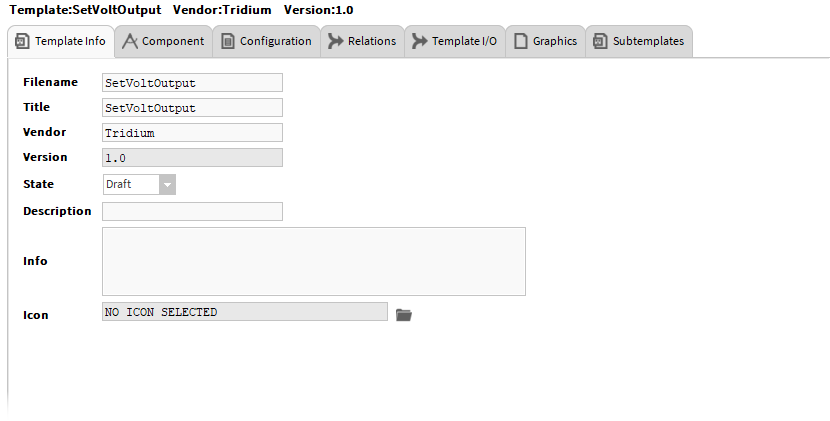 Template:SetVoltOutput Vendor:Tridium Version:1.0
Template Info Component Configuration Relations Template I/O Graphics Subtemplates
Filename SetVoltOutput
Title SetVoltOutput
Vendor Tridium
Version 1.0
State Draft
Description
Info
Icon NO ICON SELECTED